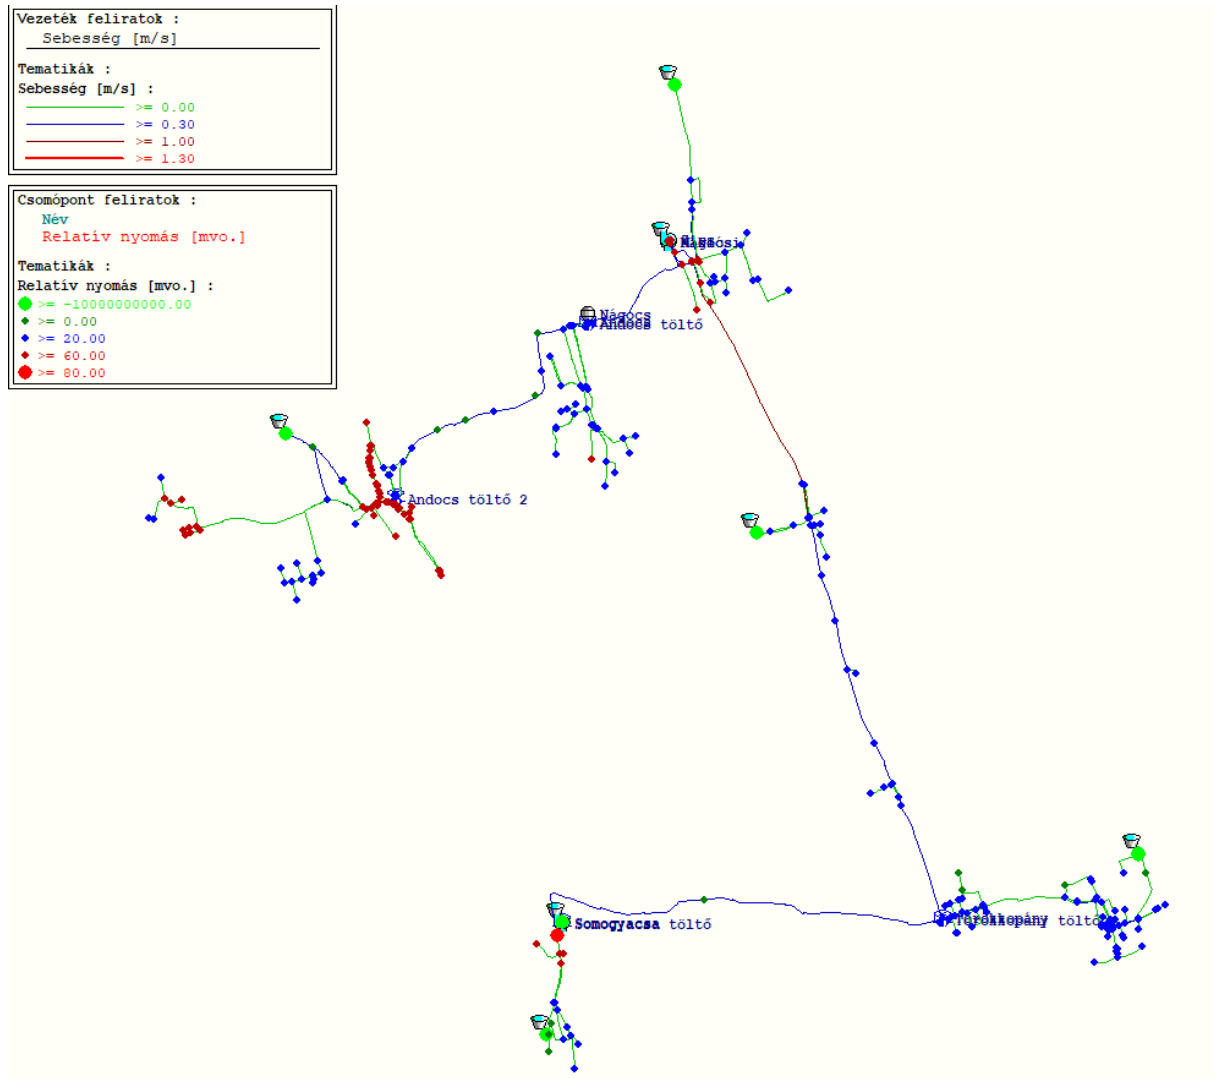 Vezeték feliratok :
Sebesség [m/s]
Tematikák :
Sebesség [m/s] :
>= 0.00
>= 0.30
>= 1.00
>= 1.30
Csomópont feliratok :
Név
Relatív nyomás [mvo.]
Tematikák :
Relatív nyomás [mvo.] :
>= -10000000000.00
>= 0.00
>= 20.00
>= 60.00
>= 80.00
Nágocs
Andocs töltő
Andocs töltő 2
Somogyacsa töltő
Törökkopány töltő